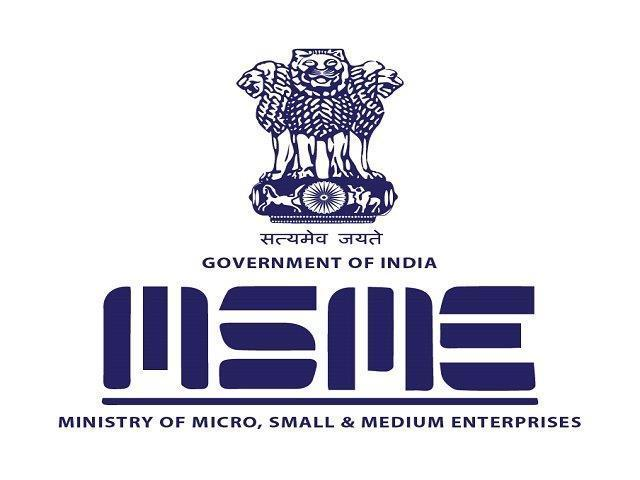 सत्यमेव जयते
GOVERNMENT OF INDIA
MSME
MINISTRY OF MICRO, SMALL & MEDIUM ENTERPRISES